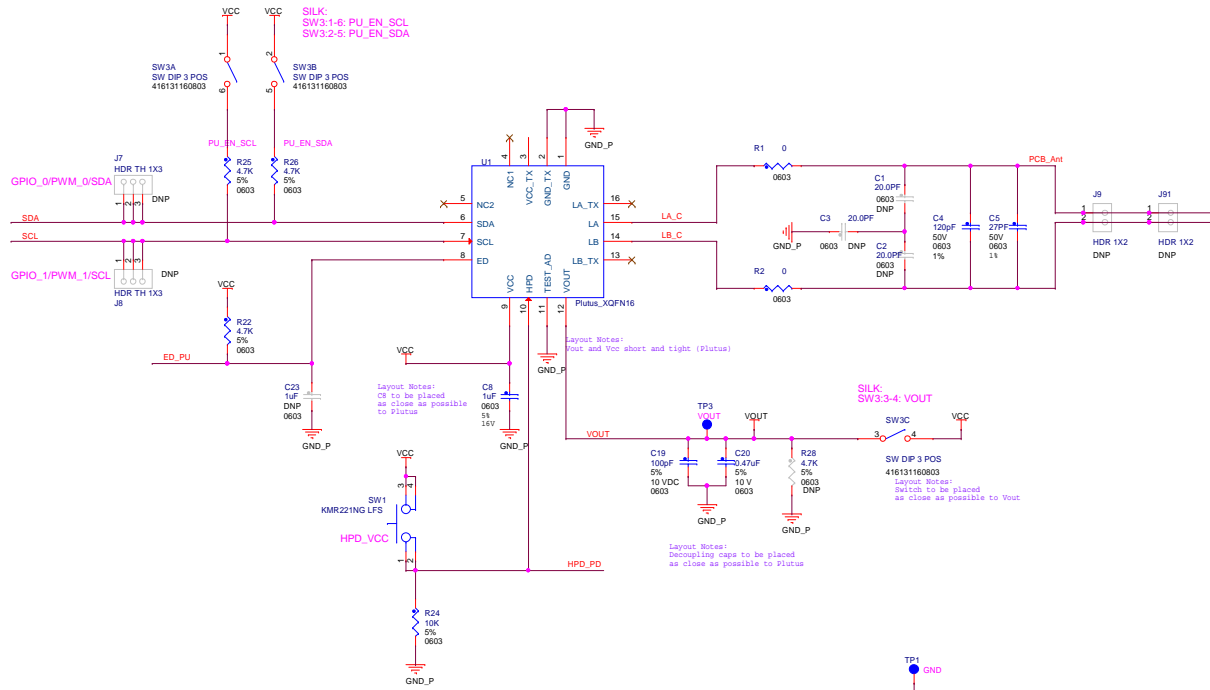 VCC
VCC
SILK:
SW3:1-6: PU_EN_SCL
SW3:2-5: PU_EN_SDA
1
2
SW3A
SW DIP 3 POS
416131160803
SW3B
SW DIP 3 POS
416131160803
6
5
GND_P
PU_EN_SCL
PU_EN_SDA
J7
HDR TH 1X3
R25
4.7K
5%
0603
R26
4.7K
5%
0603
GPIO_0/PWM_0/SDA
1
2
3
DNP
SDA
SCL
GPIO_1/PWM_1/SCL
1
2
3
DNP
HDR TH 1X3
J8
U1
4
3
2
1
NC1
VCC_TX
GND_TX
GND
5
NC2
6
SDA
7
SCL
8
ED
LA_TX
16
LA
15
LB
14
LB_TX
13
VCC
HPD
TEST_AD
VOUT
9
10
11
12
Plutus_XQFN16
LA_C
LB_C
R1
0
0603
R2
0
0603
PCB_Ant
C1
20.0PF
0603
DNP
C3
20.0PF
0603
DNP
GND_P
C2
20.0PF
0603
DNP
C4
120pF
50V
0603
1%
C5
27PF
50V
0603
1%
J9
1
2
HDR 1X2
DNP
J91
1
2
HDR 1X2
DNP
VCC
R22
4.7K
5%
0603
ED_PU
C23
1uF
DNP
0603
GND_P
VCC
Layout Notes:
C8 to be placed
as close as possible
to Plutus
C8
1uF
0603
5%
16V
GND_P
GND_P
Layout Notes:
Vout and Vcc short and tight (Plutus)
VOUT
TP3
VOUT
VOUT
C19
100pF
5%
10 VDC
0603
C20
0.47uF
5%
10 V
0603
GND_P
R28
4.7K
5%
0603
DNP
GND_P
SILK:
SW3:3-4: VOUT
SW3C
3
4
VCC
SW DIP 3 POS
416131160803
Layout Notes:
Switch to be placed
as close as possible to Vout
Layout Notes:
Decoupling caps to be placed
as close as possible to Plutus
VCC
3
4
SW1
KMR221NG LFS
HPD_VCC
1
2
HPD_PD
R24
10K
5%
0603
GND_P
TP1
GND